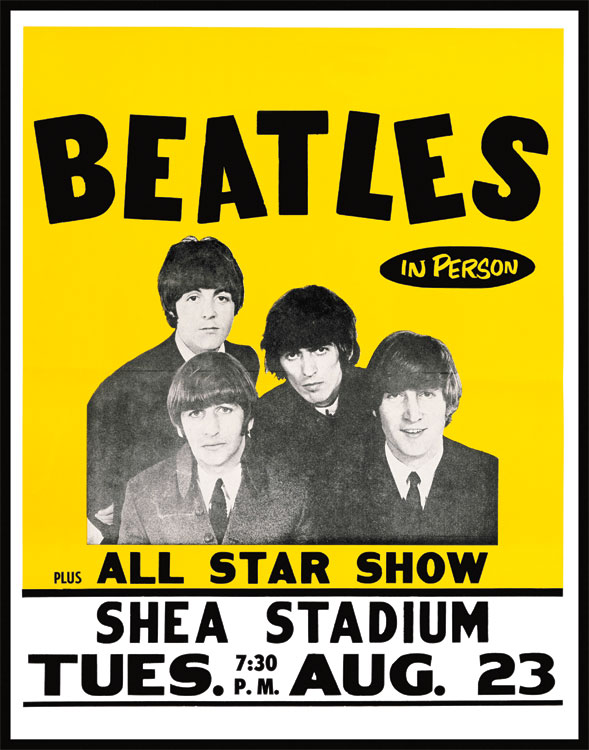 BEATLES
IN PERSON
PLUS ALL STAR SHOW
SHEA STADIUM
TUES. 7:30 P.M. AUG. 23